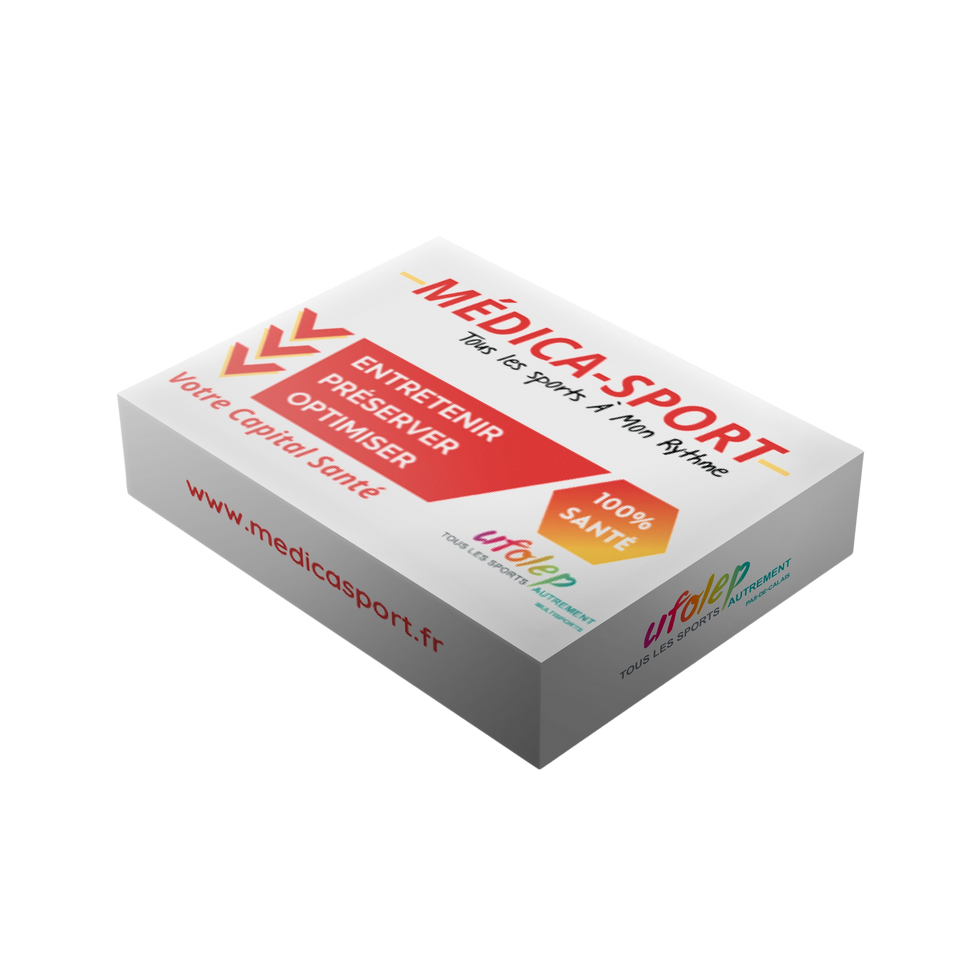 MÉDICA-SPORT
Tous les sports À Mon Rythme
ENTRETENIR
PRÉSERVER
OPTIMISER
Votre Capital Santé
100%
SANTÉ
ufolep
TOUS LES SPORTS AUTREMENT
MULTISPORTS
www.medicasport.fr
ufolep
TOUS LES SPORTS AUTREMENT
PAS-DE-CALAIS